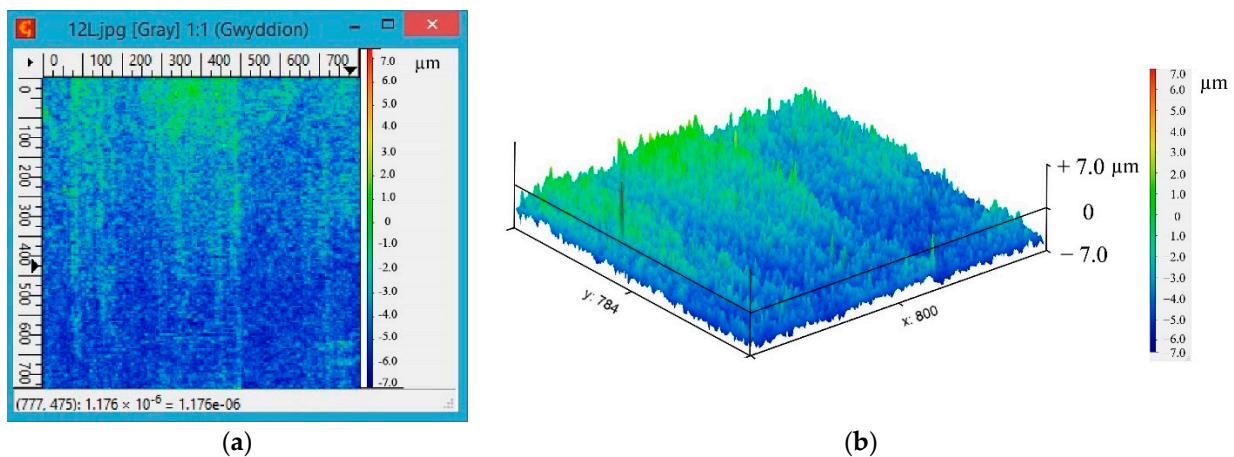 12L.jpg [Gray] 1:1 (Gwyddion)
0 100 200 300 400 500 600 700
0 100 200 300 400 500 600 700
7.0
6.0
5.0
4.0
3.0
2.0
1.0
0
-1.0
-2.0
-3.0
-4.0
-5.0
-6.0
-7.0
μm
(777, 475): 1.176 × 10-6 = 1.176e-06
(a)
y: 784
x: 800
+ 7.0 μm
0
− 7.0
7.0
6.0
5.0
4.0
3.0
2.0
1.0
0
−1.0
−2.0
−3.0
−4.0
−5.0
−6.0
7.0
μm
(b)